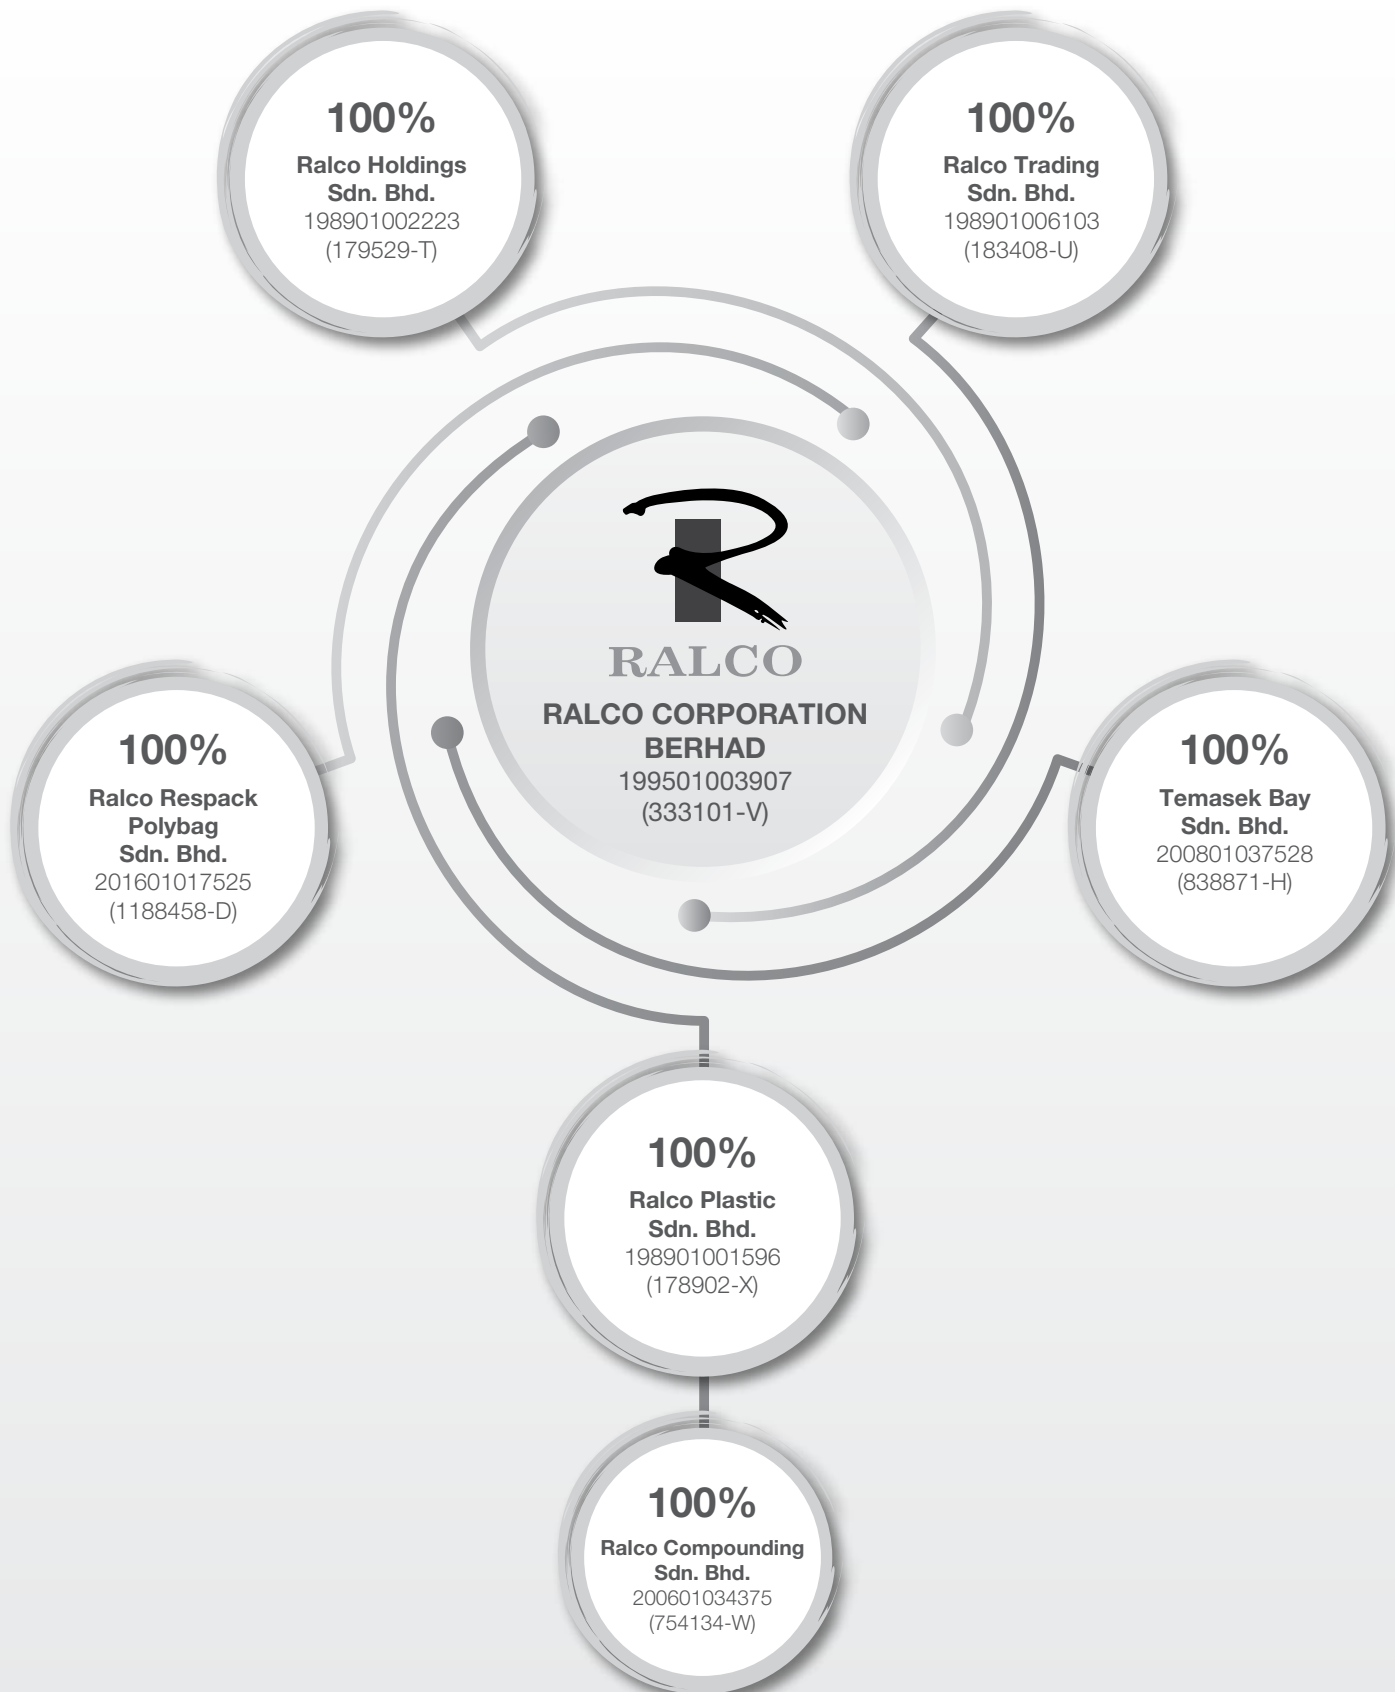 100%
Ralco Holdings
Sdn. Bhd.
198901002223
(179529-T)
100%
Ralco Trading
Sdn. Bhd.
198901006103
(183408-U)
RALCO
RALCO CORPORATION
BERHAD
199501003907
(333101-V)
100%
Ralco Respack
Polybag
Sdn. Bhd.
201601017525
(1188458-D)
100%
Temasek Bay
Sdn. Bhd.
200801037528
(838871-H)
100%
Ralco Plastic
Sdn. Bhd.
198901001596
(178902-X)
100%
Ralco Compounding
Sdn. Bhd.
200601034375
(754134-W)